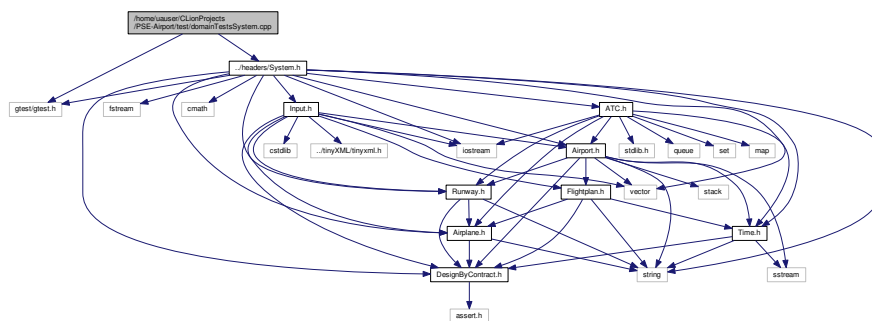 /home/uauser/CLionProjects
/PSE-Airport/test/domainTestsSystem.cpp
../headers/System.h
gtest/gtest.h
fstream
cmath
Input.h
ATC.h
cstdlib
.../tinyXML/tinyxml.h
iostream
Airport.h
stdlib.h
queue
set
map
Runway.h
Flightplan.h
vector
stack
Airplane.h
Time.h
DesignByContract.h
string
sstream
assert.h